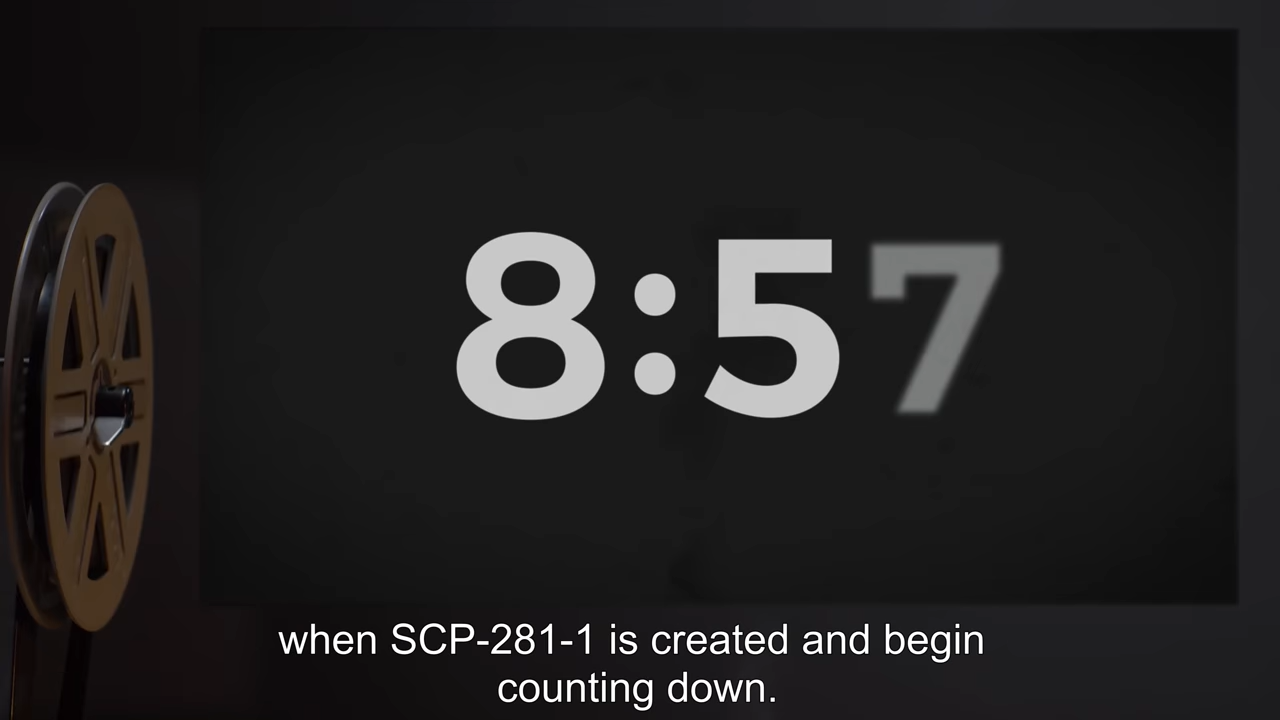 8:57
when SCP-281-1 is created and begin
counting down.